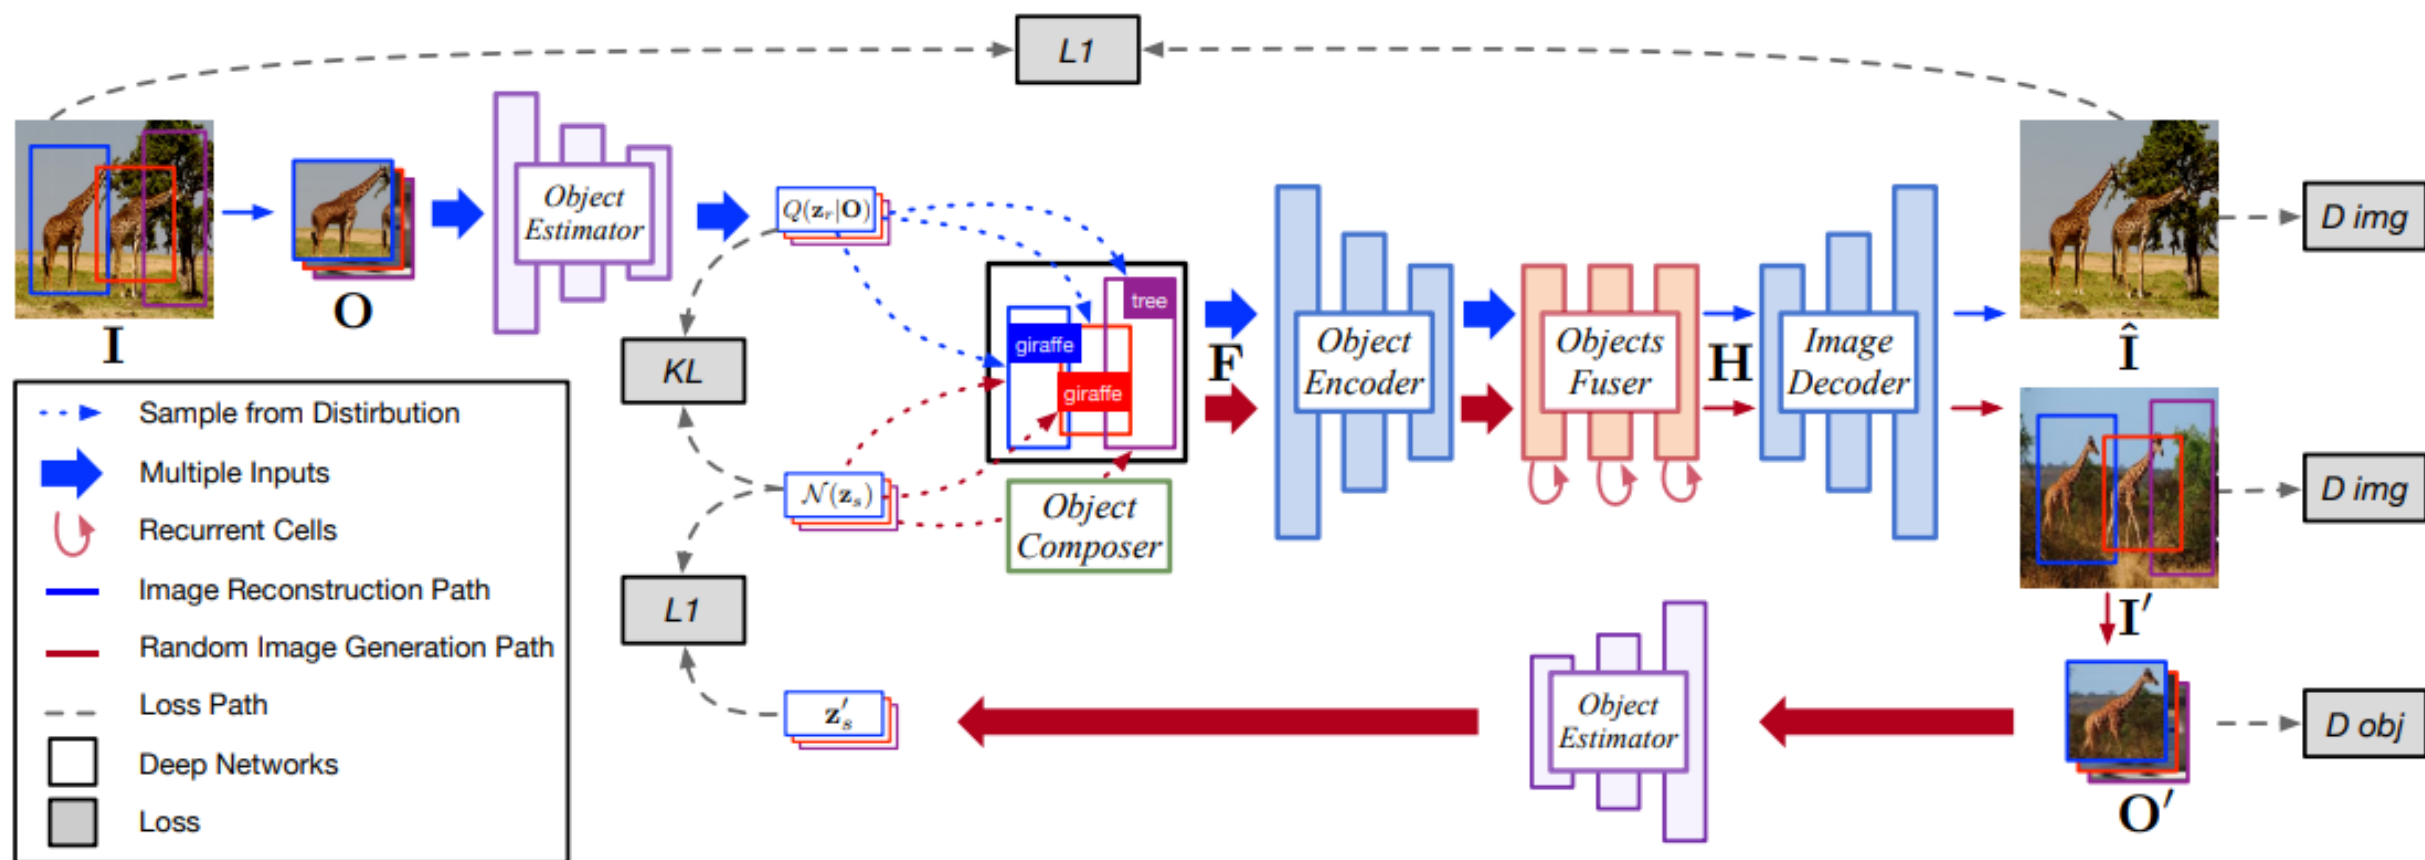 L1
I
O
Object
Estimator
Q(z_r|O)
KL
N(z_s)
L1
z'_s
giraffe
giraffe
tree
Object
Composer
F
Object
Encoder
Objects
Fuser
H
Image
Decoder
Î
D img
I'
D img
O'
D obj
Object
Estimator
Sample from Distirbution
Multiple Inputs
Recurrent Cells
Image Reconstruction Path
Random Image Generation Path
Loss Path
Deep Networks
Loss